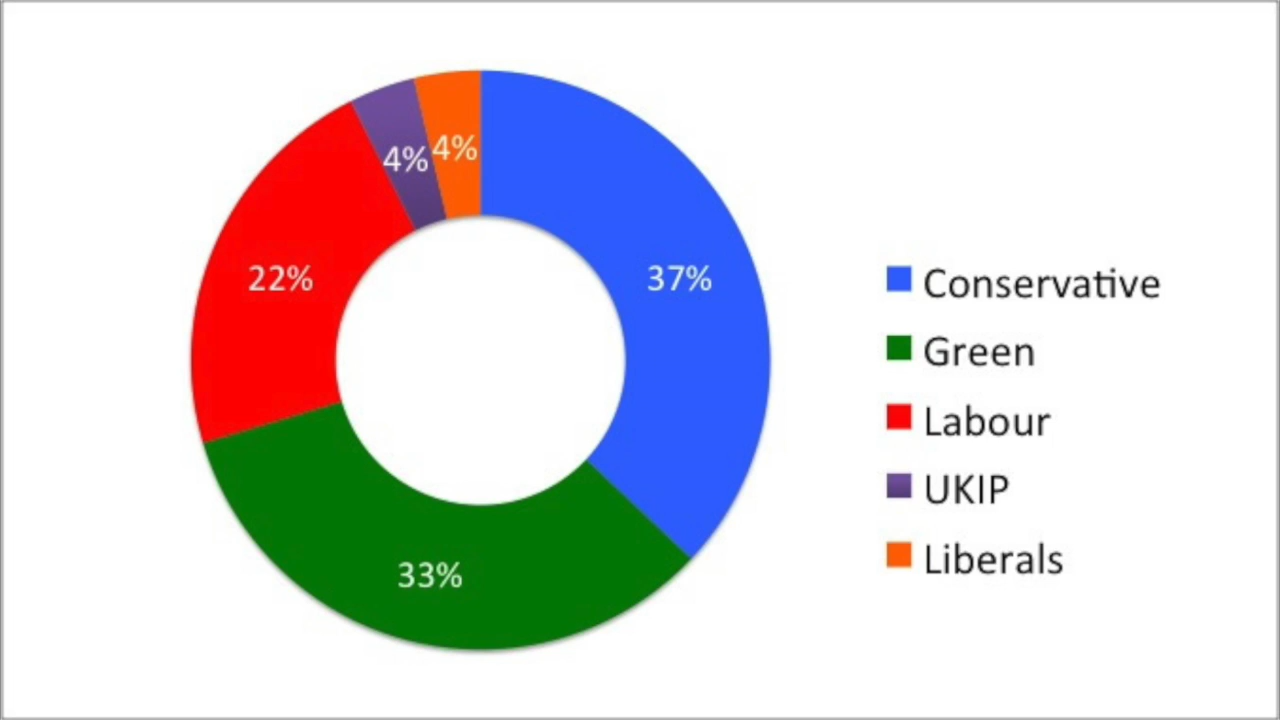 4%
4%
22%
37%
33%
Conservative
Green
Labour
UKIP
Liberals